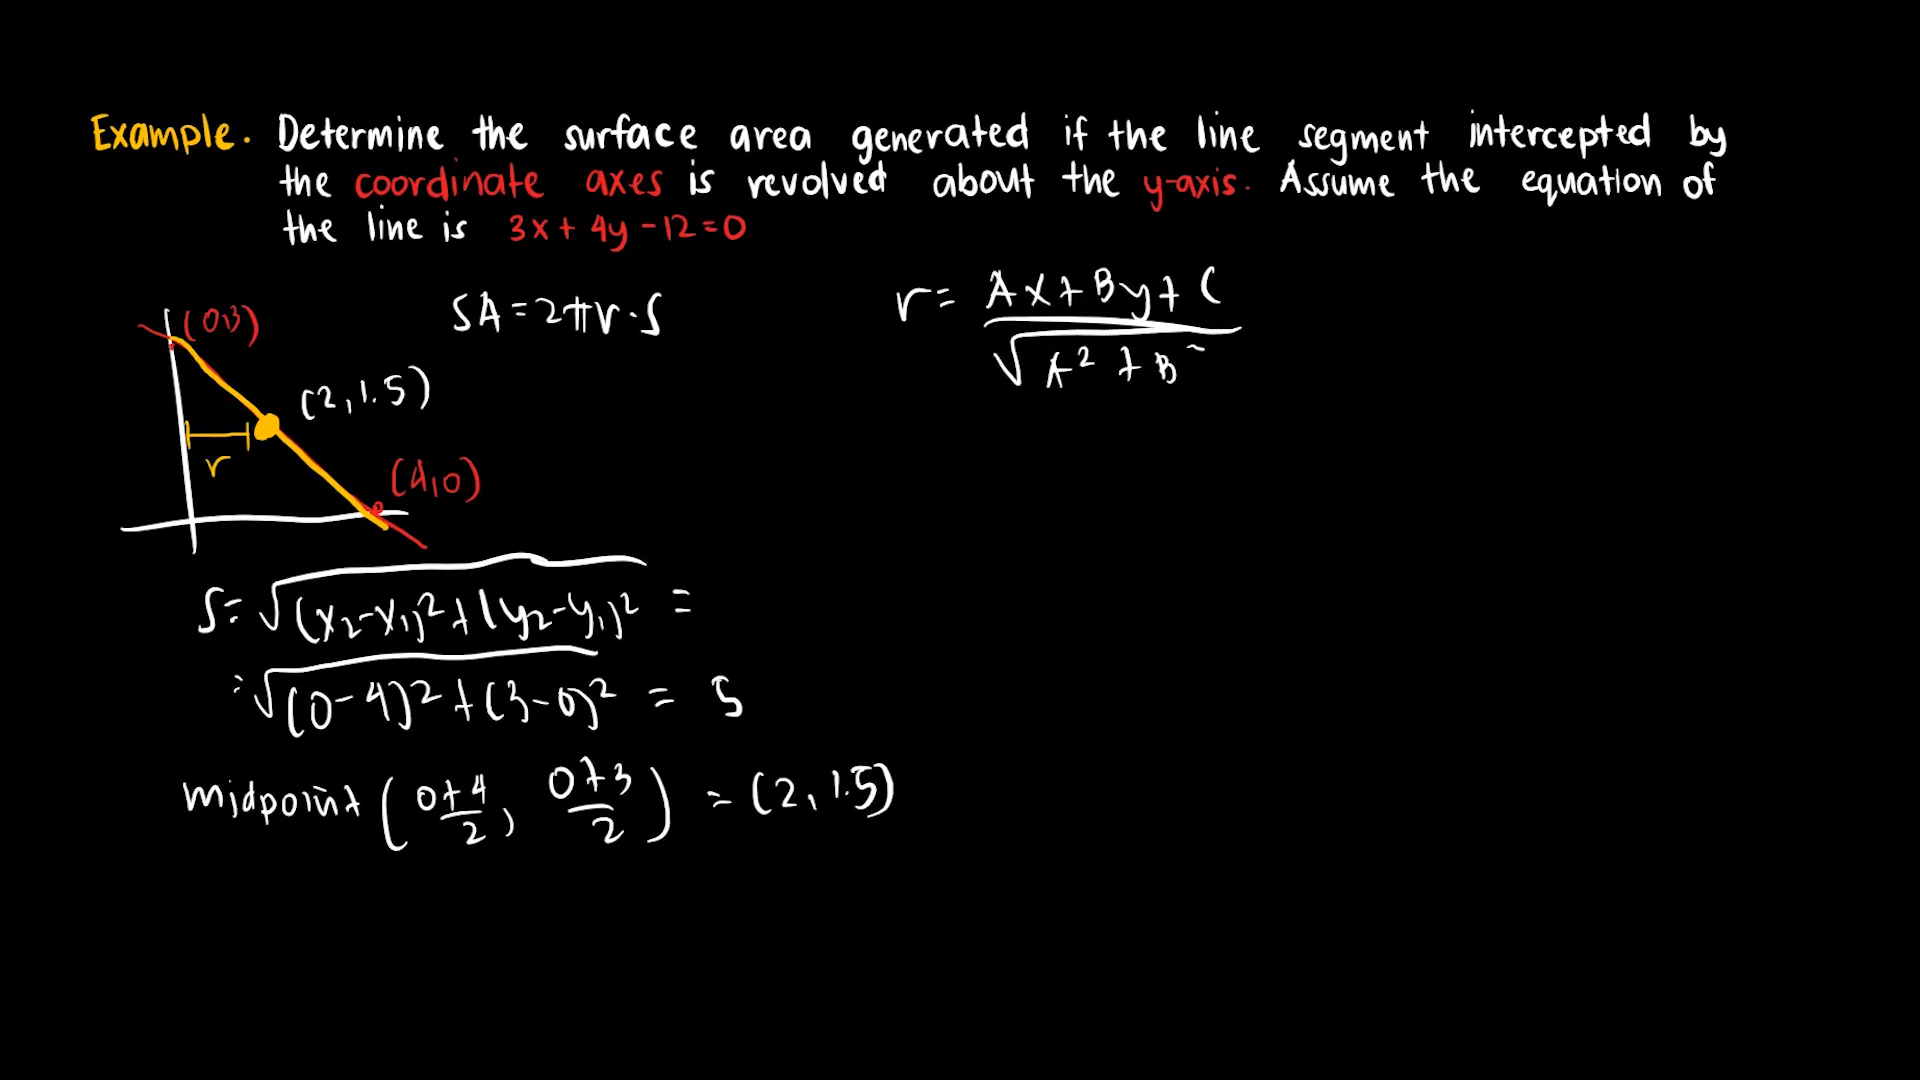 Example. Determine the surface area generated if the line segment intercepted by
the coordinate axes is revolved about the y-axis. Assume the equation of
the line is 3x + 4y - 12 = 0
SA = 2πr · S
r = Ax + By + C
√A² + B²
(0,3)
(2, 1.5)
r
(4,0)
S = √(x₂-x₁)² + (y₂-y₁)² =
= √(0-4)² + (3-0)² = 5
midpoint (0+4/2, 0+3/2) = (2, 1.5)